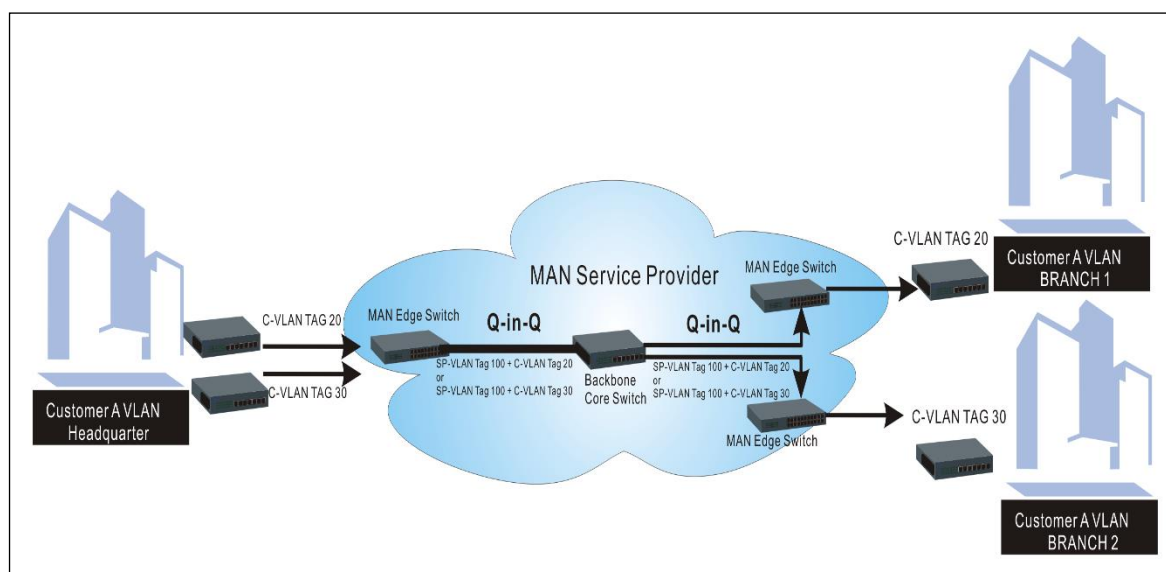 C-VLAN TAG 20
C-VLAN TAG 30
Customer A VLAN
Headquarter
MAN Service Provider
MAN Edge Switch
Q-in-Q
SP-VLAN Tag 100 + C-VLAN Tag 20
or
SP-VLAN Tag 100 + C-VLAN Tag 30
Backbone
Core Switch
Q-in-Q
SP-VLAN Tag 100 + C-VLAN Tag 20
or
SP-VLAN Tag 100 + C-VLAN Tag 30
MAN Edge Switch
MAN Edge Switch
C-VLAN TAG 20
Customer A VLAN
BRANCH 1
C-VLAN TAG 30
Customer A VLAN
BRANCH 2